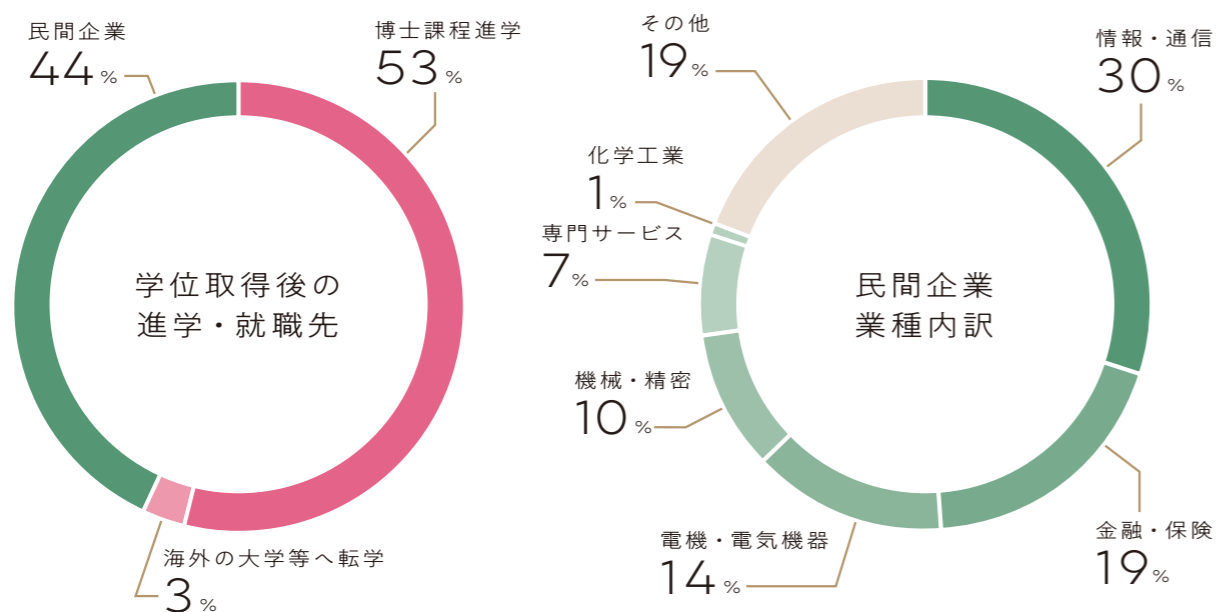 民間企業
44%
博士課程進学
53%
学位取得後の
進学・就職先
海外の大学等へ転学
3%
その他
19%
情報・通信
30%
化学工業
1%
専門サービス
7%
民間企業
業種内訳
機械・精密
10%
電機・電気機器
14%
金融・保険
19%